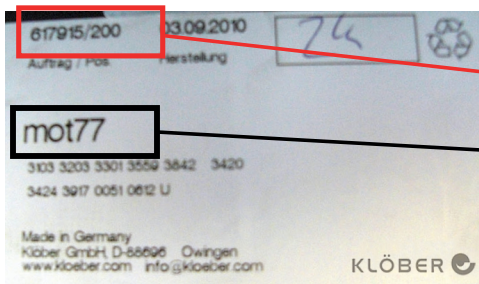 617915/200 03.09.2010 24
Auftrag / Pos. Herstellung
mot77
3103 3203 3301 3559 3842 3420
3424 3917 0051 0612 U
Made in Germany
Klöber GmbH, D-88696 Owingen
www.kloeber.com info@kloeber.com
KLÖBER